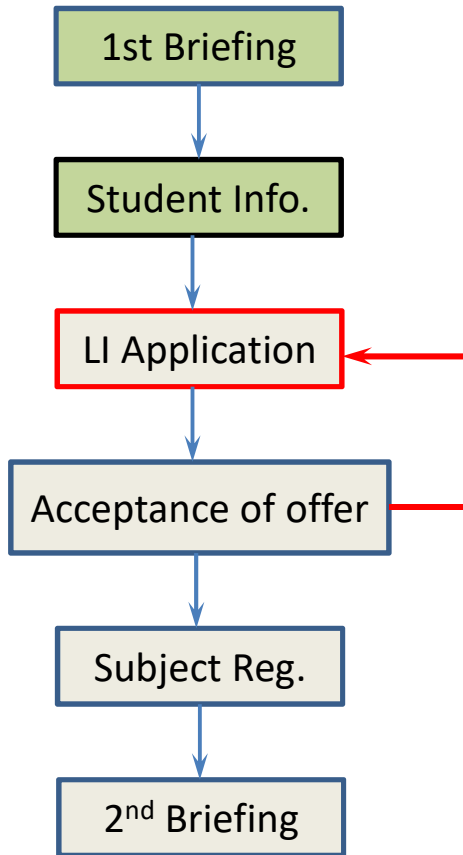 1st Briefing
Student Info.
LI Application
Acceptance of offer
Subject Reg.
2nd Briefing